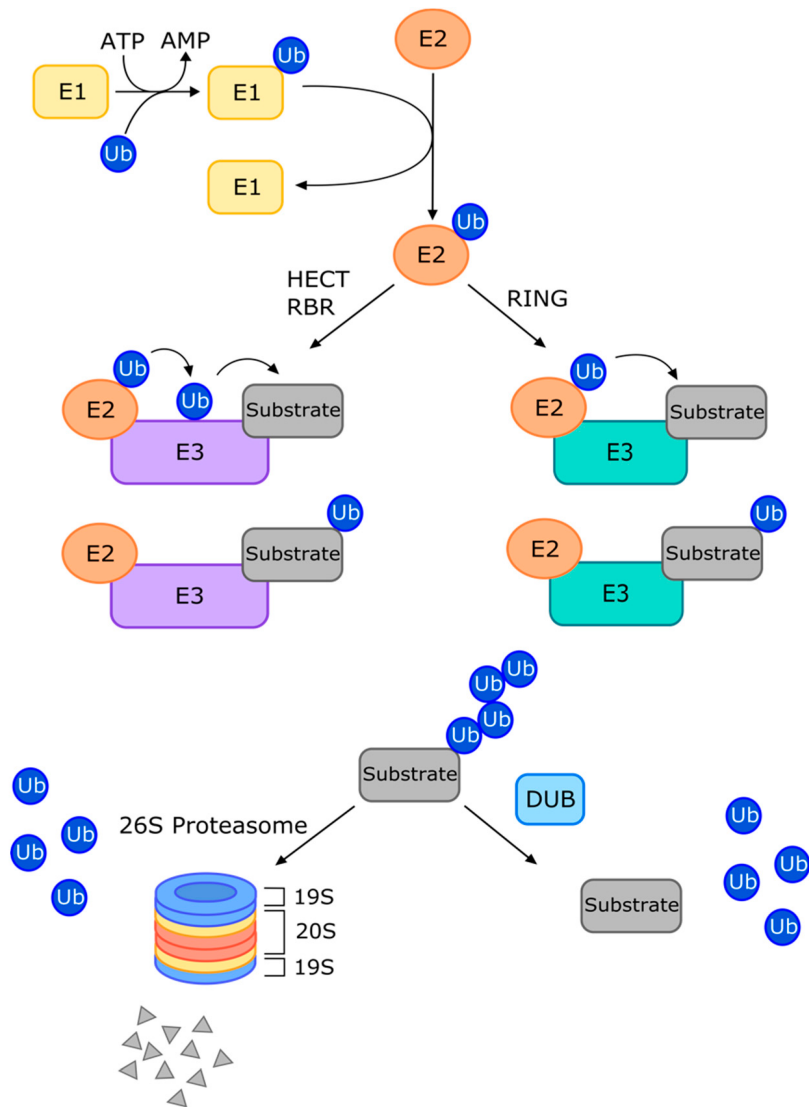 ATP AMP
Ub
E2
E1
E1
Ub
E1
Ub
E2
HECT
RBR
RING
Ub
Ub
E2
Substrate
E3
Ub
E2
Substrate
E3
Ub
E2
Substrate
E3
Ub
E2
Substrate
E3
Ub
Ub
Ub
Ub
Substrate
DUB
26S Proteasome
Ub
Ub
Ub
Ub
19S
20S
19S
Substrate
Ub
Ub
Ub
Ub